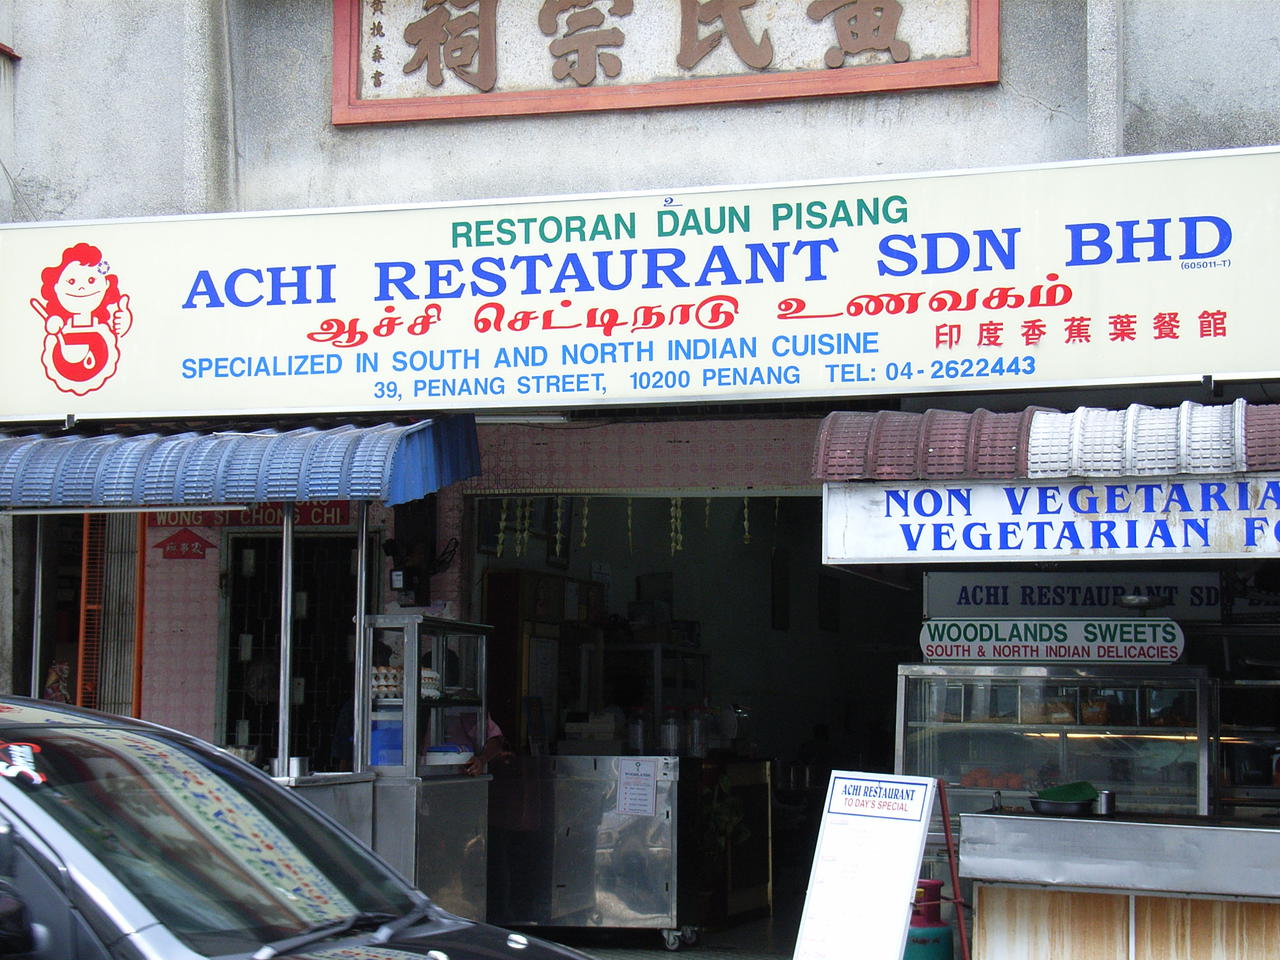 祠宗氏黃
RESTORAN DAUN PISANG
உ
ACHI RESTAURANT SDN BHD
(605011-T)
ஆச்சி செட்டிநாடு உணவகம்
印度香蕉葉餐館
SPECIALIZED IN SOUTH AND NORTH INDIAN CUISINE
39, PENANG STREET, 10200 PENANG TEL: 04-2622443
NON VEGETARIA
VEGETARIAN F
WONG SI CHONG CHI
ACHI RESTAURANT SD
WOODLANDS SWEETS
SOUTH & NORTH INDIAN DELICACIES
WOODLANDS
ACHI RESTAURANT
TO DAY'S SPECIAL